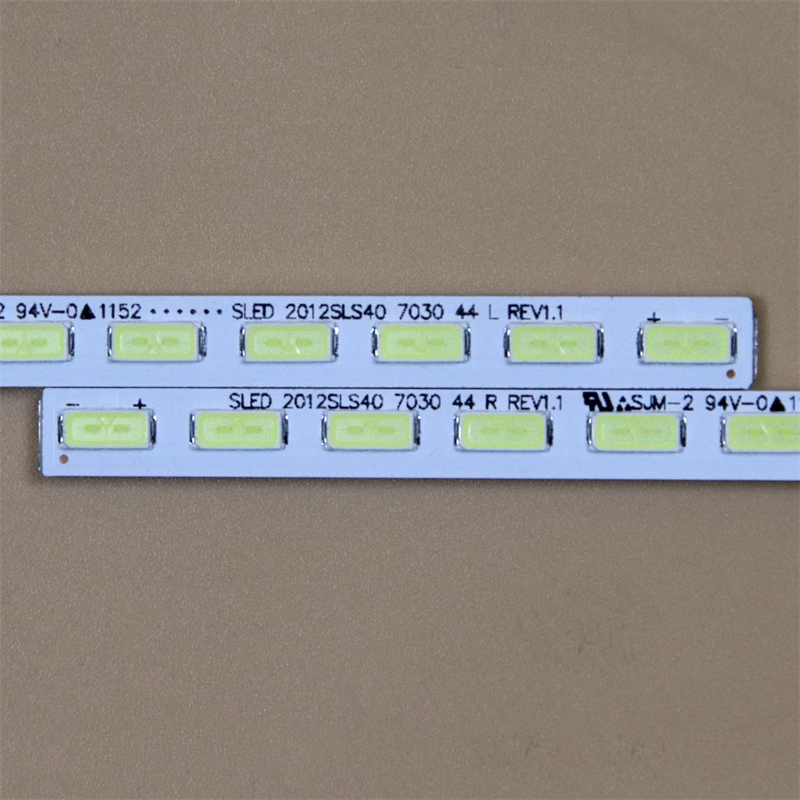 2 94V-0▲1152 ······ SLED 2012SLS40 7030 44 L REV1.1
+ −
− + SLED 2012SLS40 7030 44 R REV1.1 SJM-2 94V-0▲1